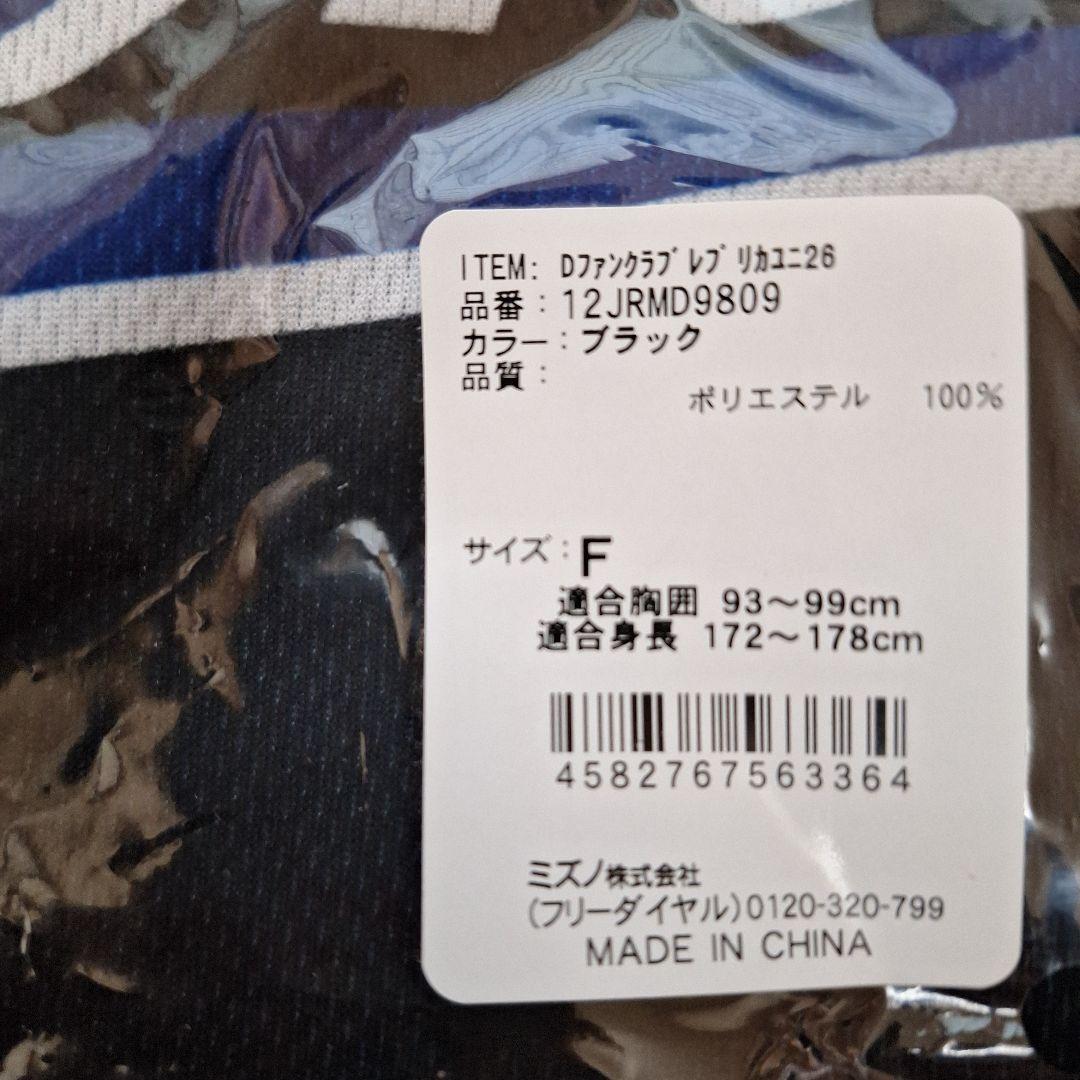 ITEM: Dﾌｧﾝｸﾗﾌﾞﾚﾌﾟﾘｶﾕﾆ26
品番：12JRMD9809
カラー：ブラック
品質：
ポリエステル 100%
サイズ：F
適合胸囲 93〜99cm
適合身長 172〜178cm
4582767563364
ミズノ株式会社
(フリーダイヤル)0120-320-799
MADE IN CHINA